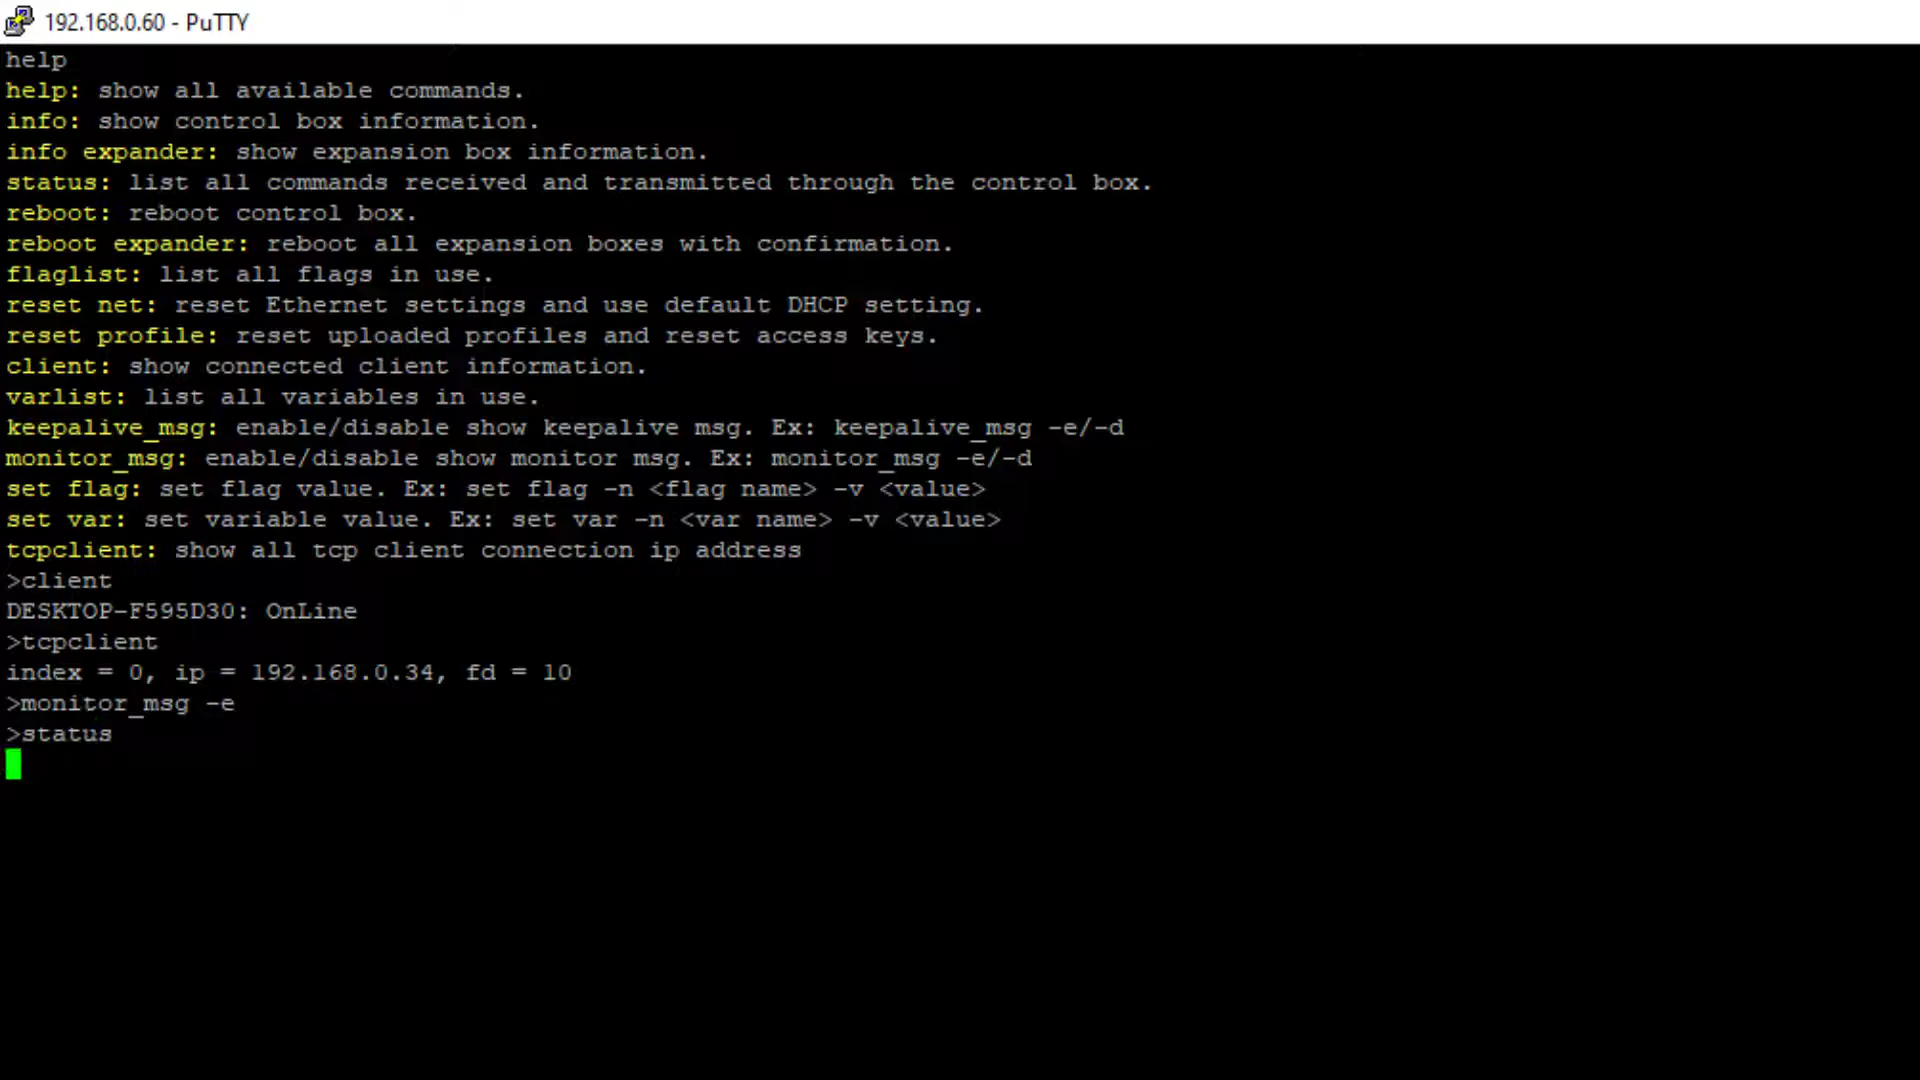 192.168.0.60 - PuTTY
help
help: show all available commands.
info: show control box information.
info expander: show expansion box information.
status: list all commands received and transmitted through the control box.
reboot: reboot control box.
reboot expander: reboot all expansion boxes with confirmation.
flaglist: list all flags in use.
reset net: reset Ethernet settings and use default DHCP setting.
reset profile: reset uploaded profiles and reset access keys.
client: show connected client information.
varlist: list all variables in use.
keepalive_msg: enable/disable show keepalive msg. Ex: keepalive_msg -e/-d
monitor_msg: enable/disable show monitor msg. Ex: monitor_msg -e/-d
set flag: set flag value. Ex: set flag -n <flag name> -v <value>
set var: set variable value. Ex: set var -n <var name> -v <value>
tcpclient: show all tcp client connection ip address
>client
DESKTOP-F595D30: OnLine
>tcpclient
index = 0, ip = 192.168.0.34, fd = 10
>monitor_msg -e
>status